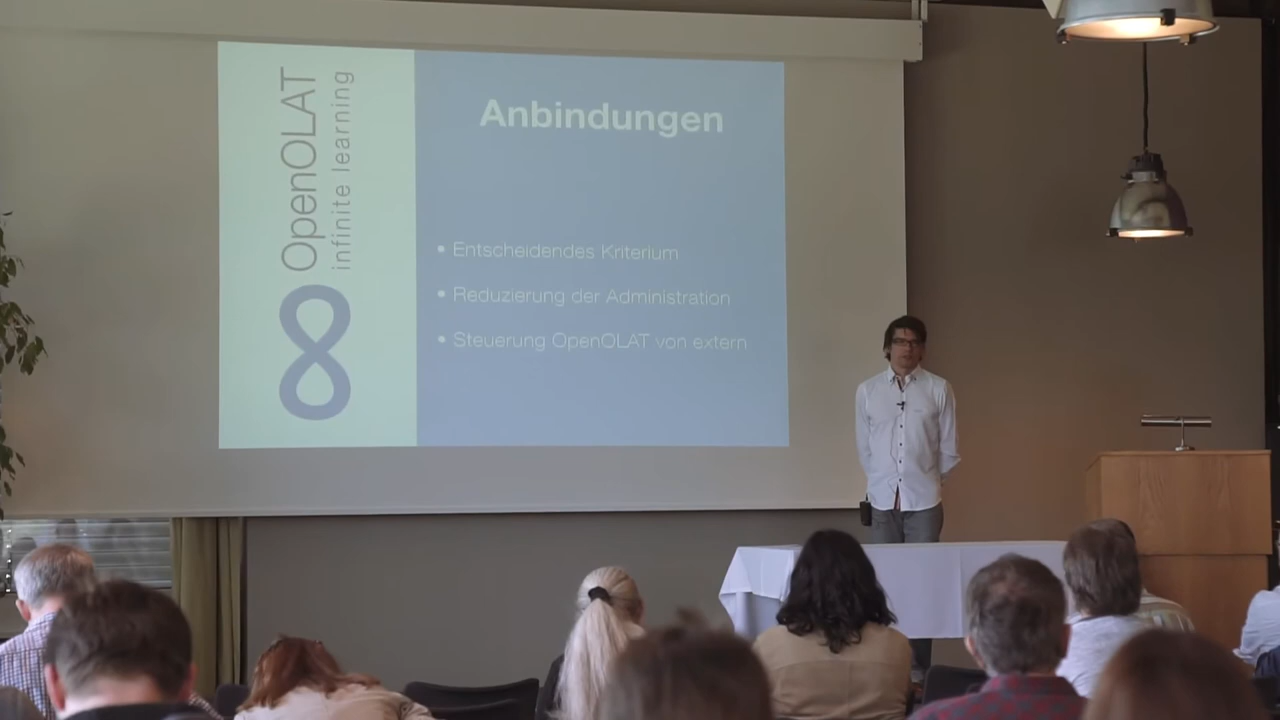 OpenOLAT
infinite learning
Anbindungen
• Entscheidendes Kriterium
• Reduzierung der Administration
• Steuerung OpenOLAT von extern